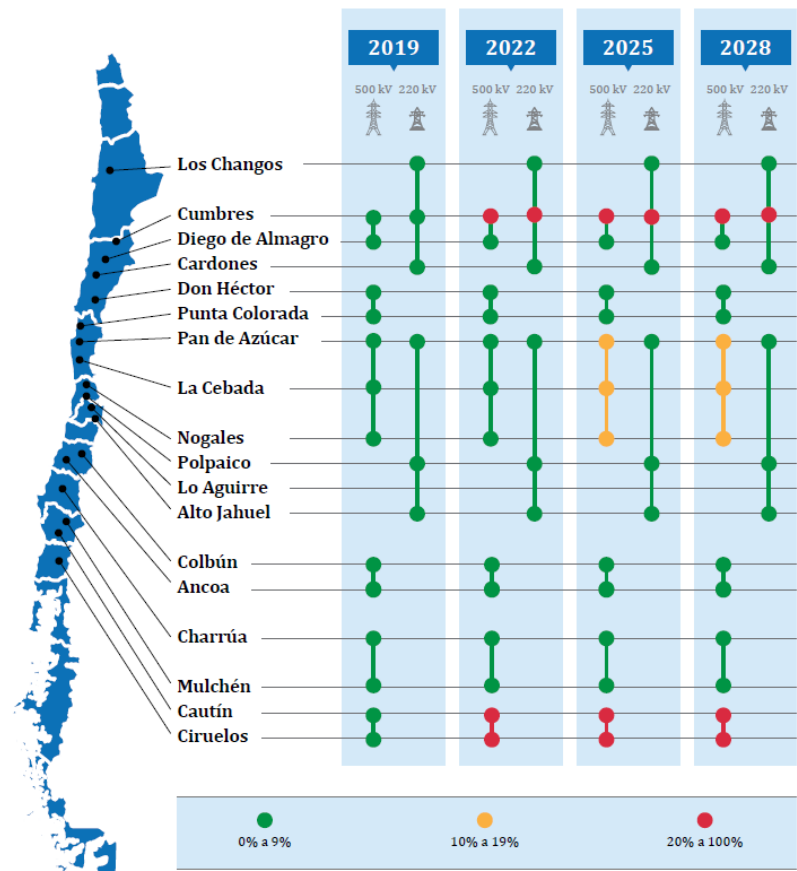 2019 2022 2025 2028
500 kV 220 kV 500 kV 220 kV 500 kV 220 kV 500 kV 220 kV
Los Changos
Cumbres
Diego de Almagro
Cardones
Don Héctor
Punta Colorada
Pan de Azúcar
La Cebada
Nogales
Polpaico
Lo Aguirre
Alto Jahuel
Colbún
Ancoa
Charrúa
Mulchén
Cautín
Ciruelos
0% a 9% 10% a 19% 20% a 100%